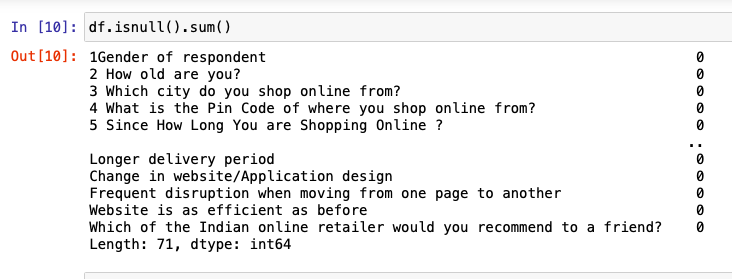 In [10]: df.isnull().sum()
Out[10]: 1Gender of respondent 0
2 How old are you? 0
3 Which city do you shop online from? 0
4 What is the Pin Code of where you shop online from? 0
5 Since How Long You are Shopping Online ? 0
..
Longer delivery period 0
Change in website/Application design 0
Frequent disruption when moving from one page to another 0
Website is as efficient as before 0
Which of the Indian online retailer would you recommend to a friend? 0
Length: 71, dtype: int64